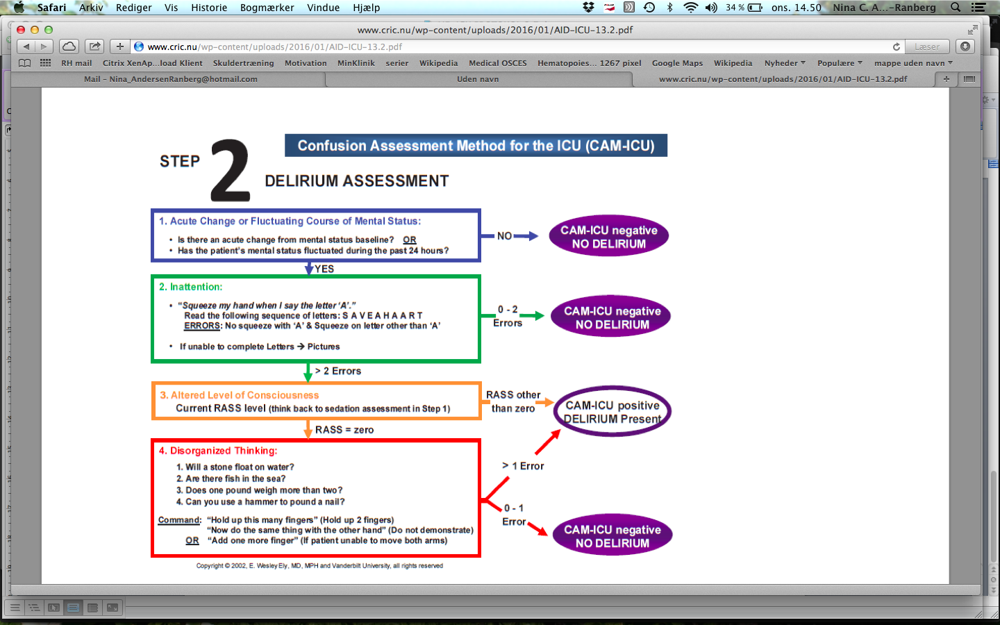 Safari Arkiv Rediger Vis Historie Bogmærker Vindue Hjælp 34 % ons. 14.50 Nina C. A...-Ranberg
www.cric.nu/wp-content/uploads/2016/01/AID-ICU-13.2.pdf
www.cric.nu/wp-content/uploads/2016/01/AID-ICU-13.2.pdf Læser
RH mail Citrix XenAp...load Klient Skuldertræning Motivation MinKlinik serier Wikipedia Medical OSCES Hematopoies... 1267 pixel Google Maps Wikipedia Nyheder Populære mappe uden navn
Mail – Nina_AndersenRanberg@hotmail.com Uden navn www.cric.nu/wp-content/uploads/2016/01/AID-ICU-13.2.pdf
Confusion Assessment Method for the ICU (CAM-ICU)
STEP 2
DELIRIUM ASSESSMENT
1. Acute Change or Fluctuating Course of Mental Status:
• Is there an acute change from mental status baseline? OR
• Has the patient's mental status fluctuated during the past 24 hours?
NO
CAM-ICU negative
NO DELIRIUM
YES
2. Inattention:
• “Squeeze my hand when I say the letter ‘A’.”
Read the following sequence of letters: S A V E A H A A R T
ERRORS: No squeeze with ‘A’ & Squeeze on letter other than ‘A’
• If unable to complete Letters → Pictures
0 - 2
Errors
CAM-ICU negative
NO DELIRIUM
> 2 Errors
3. Altered Level of Consciousness
Current RASS level (think back to sedation assessment in Step 1)
RASS other
than zero
CAM-ICU positive
DELIRIUM Present
RASS = zero
4. Disorganized Thinking:
1. Will a stone float on water?
2. Are there fish in the sea?
3. Does one pound weigh more than two?
4. Can you use a hammer to pound a nail?
Command: “Hold up this many fingers” (Hold up 2 fingers)
“Now do the same thing with the other hand” (Do not demonstrate)
OR “Add one more finger” (If patient unable to move both arms)
> 1 Error
0 - 1
Error
CAM-ICU negative
NO DELIRIUM
Copyright © 2002, E. Wesley Ely, MD, MPH and Vanderbilt University, all rights reserved